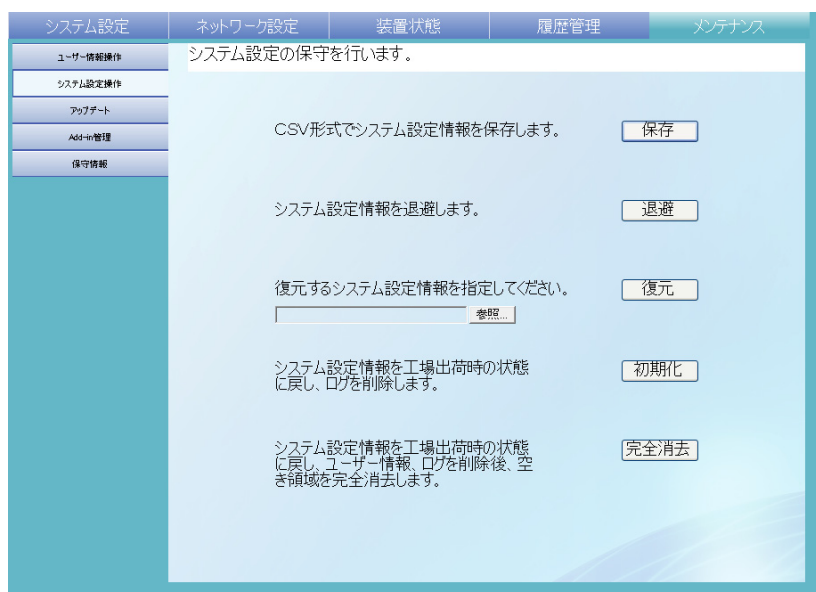 システム設定 ネットワーク設定 装置状態 履歴管理 メンテナンス
ユーザー情報操作
システム設定操作
アップデート
Add-in管理
保守情報
システム設定の保守を行います。
CSV形式でシステム設定情報を保存します。 保存
システム設定情報を退避します。 退避
復元するシステム設定情報を指定してください。 復元
参照...
システム設定情報を工場出荷時の状態
に戻し、ログを削除します。
初期化
システム設定情報を工場出荷時の状態
に戻し、ユーザー情報、ログを削除後、空
き領域を完全消去します。
完全消去